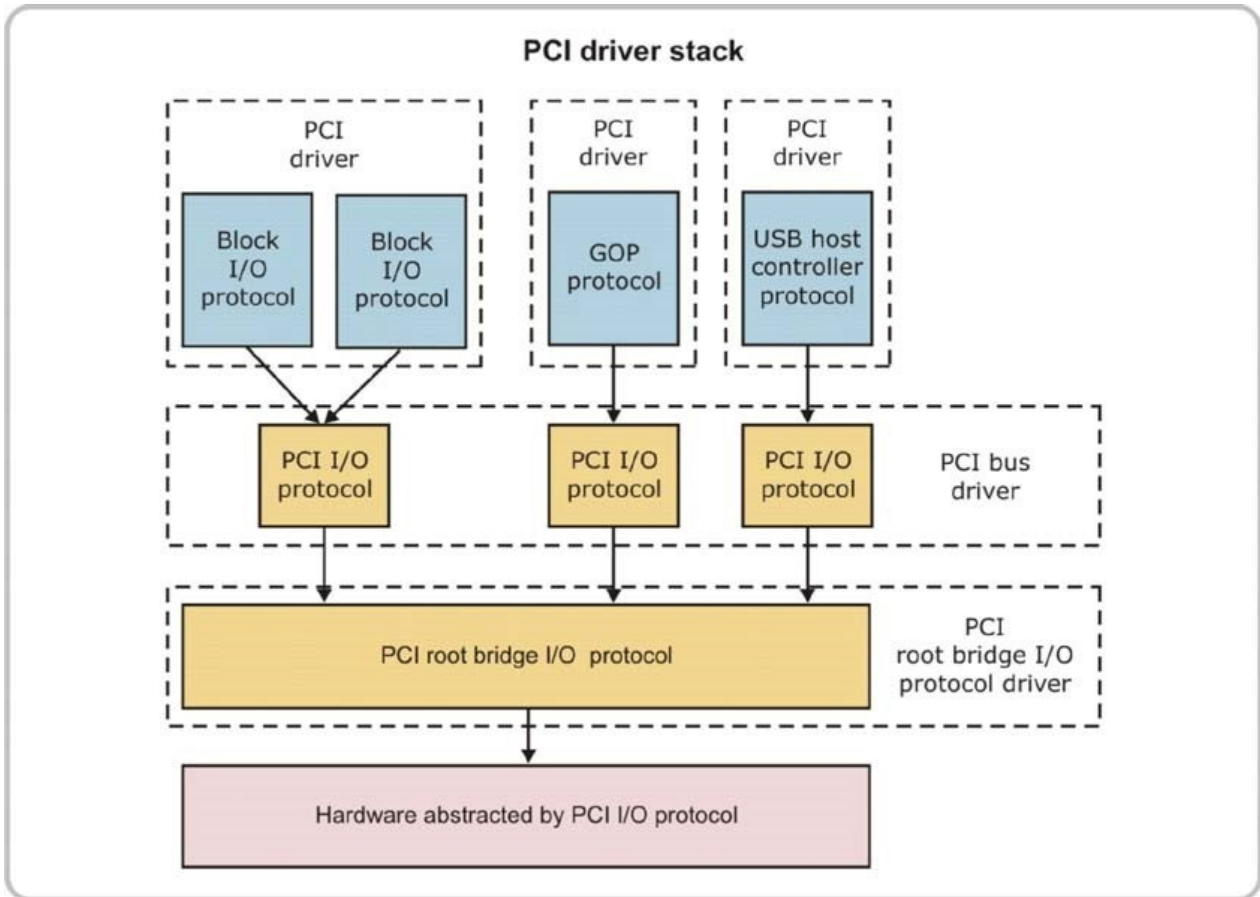 PCI driver stack
PCI
driver
Block
I/O
protocol
Block
I/O
protocol
PCI
driver
GOP
protocol
PCI
driver
USB host
controller
protocol
PCI I/O
protocol
PCI I/O
protocol
PCI I/O
protocol
PCI bus
driver
PCI root bridge I/O protocol
PCI
root bridge I/O
protocol driver
Hardware abstracted by PCI I/O protocol